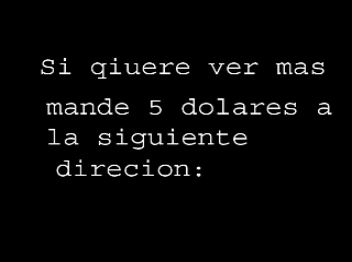 Si qiuere ver mas
mande 5 dolares a
la siguiente
direcion: